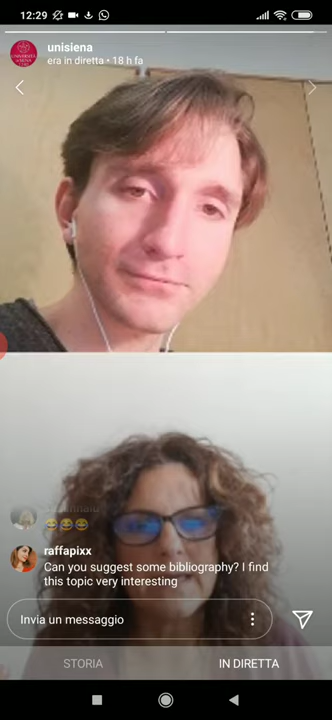 12:29
unisiena
era in diretta • 18 h fa
raffapixx
Can you suggest some bibliography? I find
this topic very interesting
Invia un messaggio
STORIA
IN DIRETTA